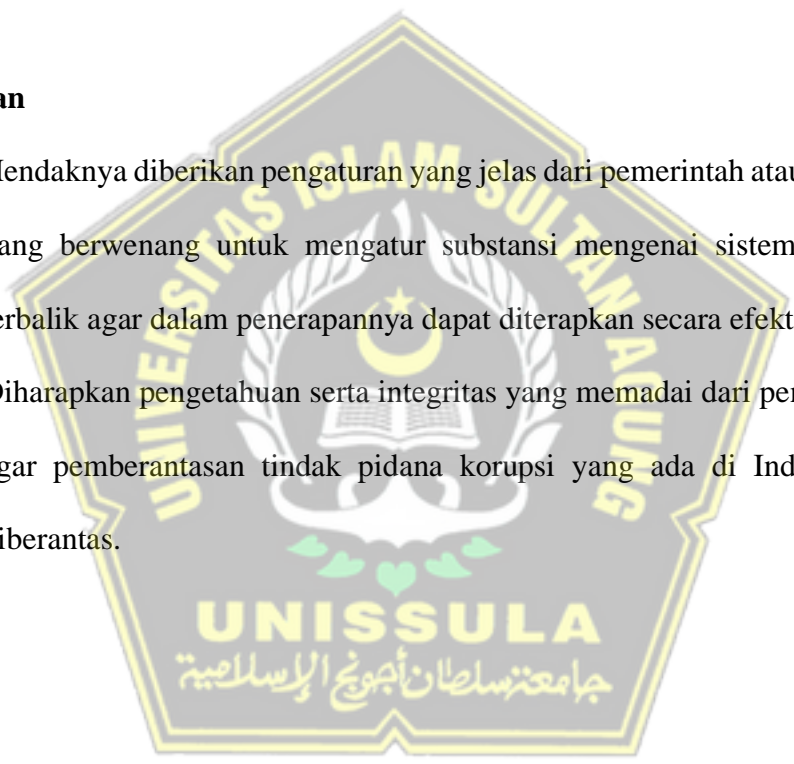 an
Hendaknya diberikan pengaturan yang jelas dari pemerintah atau
ang berwenang untuk mengatur substansi mengenai sistem
erbalik agar dalam penerapannya dapat diterapkan secara efekt
Diharapkan pengetahuan serta integritas yang memadai dari per
gar pemberantasan tindak pidana korupsi yang ada di Ind
iberantas.
UNIVERSITAS ISLAM SULTAN AGUNG
UNISSULA
جامعة سلطان أجونج الإسلامية